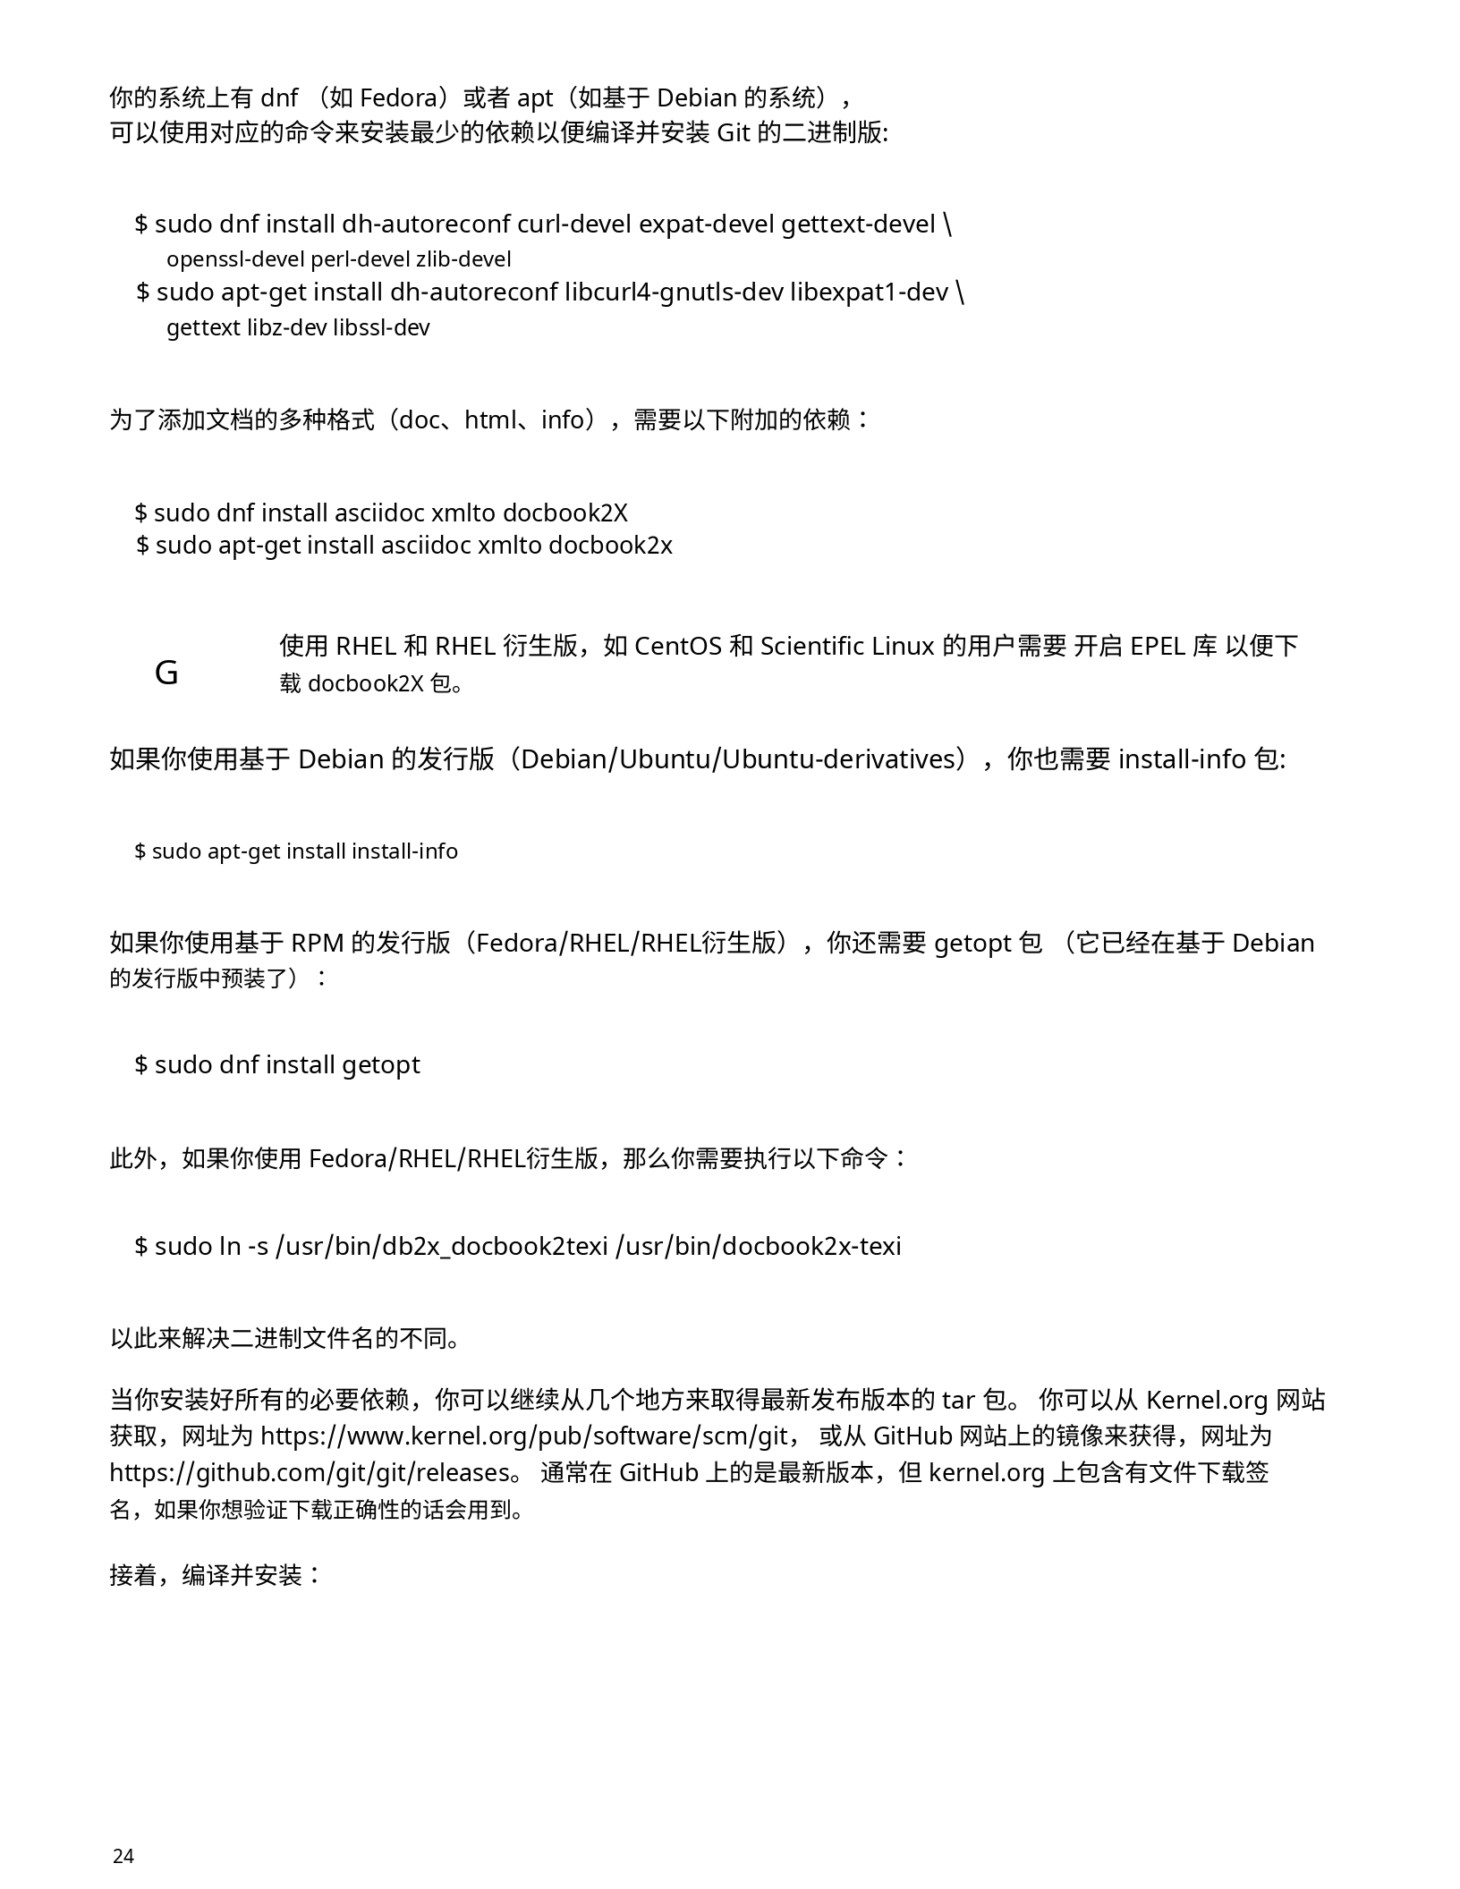 你的系统上有 dnf （如 Fedora）或者 apt（如基于 Debian 的系统），
可以使用对应的命令来安装最少的依赖以便编译并安装 Git 的二进制版:
$ sudo dnf install dh-autoreconf curl-devel expat-devel gettext-devel \
openssl-devel perl-devel zlib-devel
$ sudo apt-get install dh-autoreconf libcurl4-gnutls-dev libexpat1-dev \
gettext libz-dev libssl-dev
为了添加文档的多种格式（doc、html、info），需要以下附加的依赖：
$ sudo dnf install asciidoc xmlto docbook2X
$ sudo apt-get install asciidoc xmlto docbook2x
G
使用 RHEL 和 RHEL 衍生版，如 CentOS 和 Scientific Linux 的用户需要 开启 EPEL 库 以便下
载 docbook2X 包。
如果你使用基于 Debian 的发行版（Debian/Ubuntu/Ubuntu-derivatives），你也需要 install-info 包:
$ sudo apt-get install install-info
如果你使用基于 RPM 的发行版（Fedora/RHEL/RHEL衍生版），你还需要 getopt 包 （它已经在基于 Debian
的发行版中预装了）：
$ sudo dnf install getopt
此外，如果你使用 Fedora/RHEL/RHEL衍生版，那么你需要执行以下命令：
$ sudo ln -s /usr/bin/db2x_docbook2texi /usr/bin/docbook2x-texi
以此来解决二进制文件名的不同。
当你安装好所有的必要依赖，你可以继续从几个地方来取得最新发布版本的 tar 包。 你可以从 Kernel.org 网站
获取，网址为 https://www.kernel.org/pub/software/scm/git， 或从 GitHub 网站上的镜像来获得，网址为
https://github.com/git/git/releases。 通常在 GitHub 上的是最新版本，但 kernel.org 上包含有文件下载签
名，如果你想验证下载正确性的话会用到。
接着，编译并安装：
24